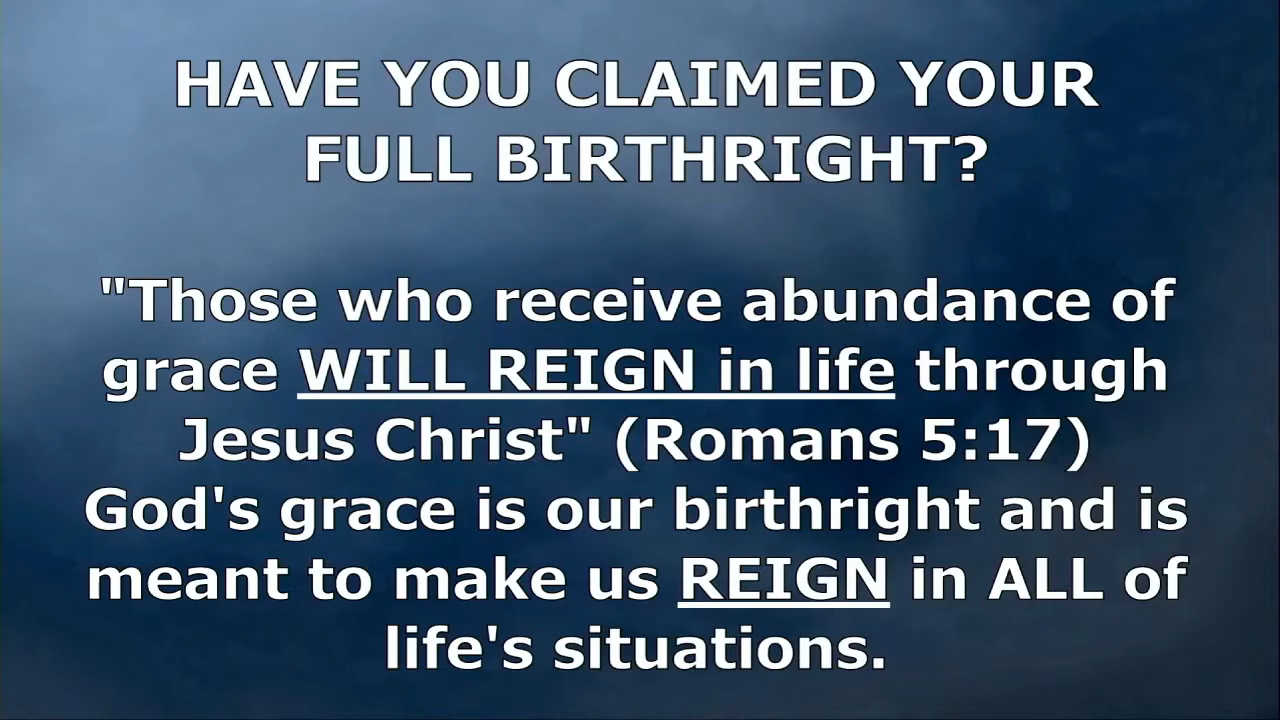 HAVE YOU CLAIMED YOUR
FULL BIRTHRIGHT?
"Those who receive abundance of
grace WILL REIGN in life through
Jesus Christ" (Romans 5:17)
God's grace is our birthright and is
meant to make us REIGN in ALL of
life's situations.